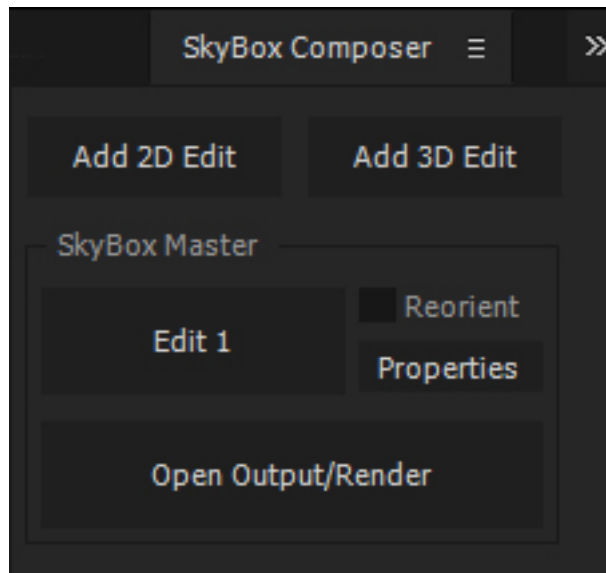 SkyBox Composer
Add 2D Edit Add 3D Edit
SkyBox Master
Edit 1
Reorient
Properties
Open Output/Render